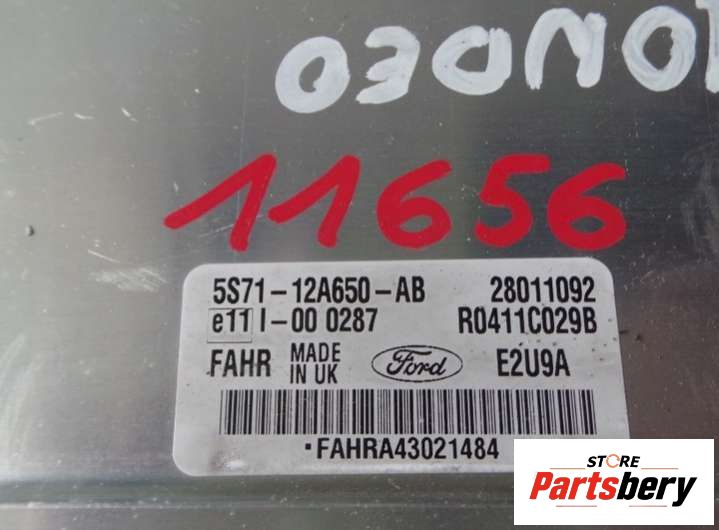 ONDEO
11656
5S71-12A650-AB 28011092
e11 I-00 0287 R0411C029B
FAHR MADE IN UK Ford E2U9A
•FAHRA43021484
STORE
Partsbery